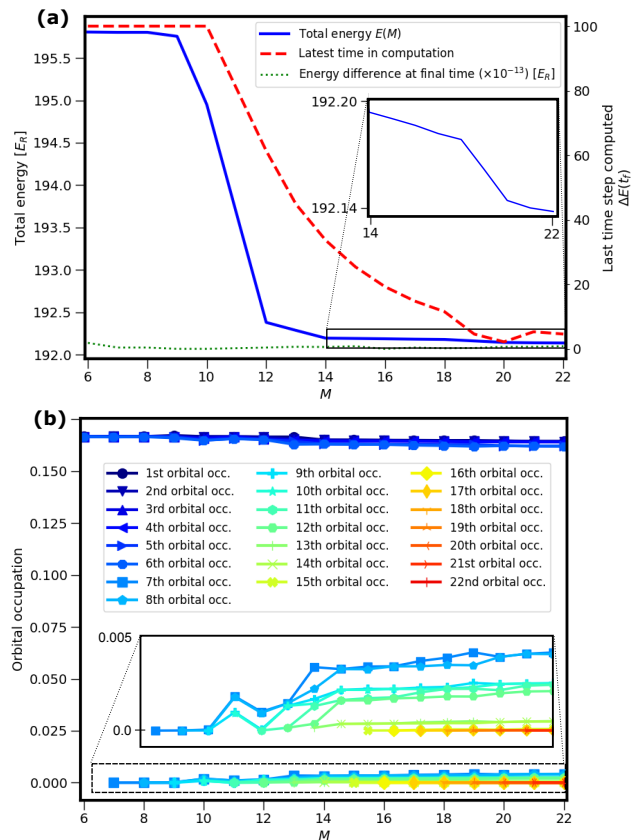 (a)
Total energy E(M)
Latest time in computation
Energy difference at final time (×10⁻¹³) [E_R]
195.5
195.0
194.5
194.0
193.5
193.0
192.5
192.0
Total energy [E_R]
100
80
60
40
20
0
Last time step computed
ΔE(t_f)
192.20
192.14
14
22
6
8
10
12
14
16
18
20
22
M
(b)
0.150
0.125
0.100
0.075
0.050
0.025
0.000
Orbital occupation
1st orbital occ.
2nd orbital occ.
3rd orbital occ.
4th orbital occ.
5th orbital occ.
6th orbital occ.
7th orbital occ.
8th orbital occ.
9th orbital occ.
10th orbital occ.
11th orbital occ.
12th orbital occ.
13th orbital occ.
14th orbital occ.
15th orbital occ.
16th orbital occ.
17th orbital occ.
18th orbital occ.
19th orbital occ.
20th orbital occ.
21st orbital occ.
22nd orbital occ.
0.005
0.0
6
8
10
12
14
16
18
20
22
M